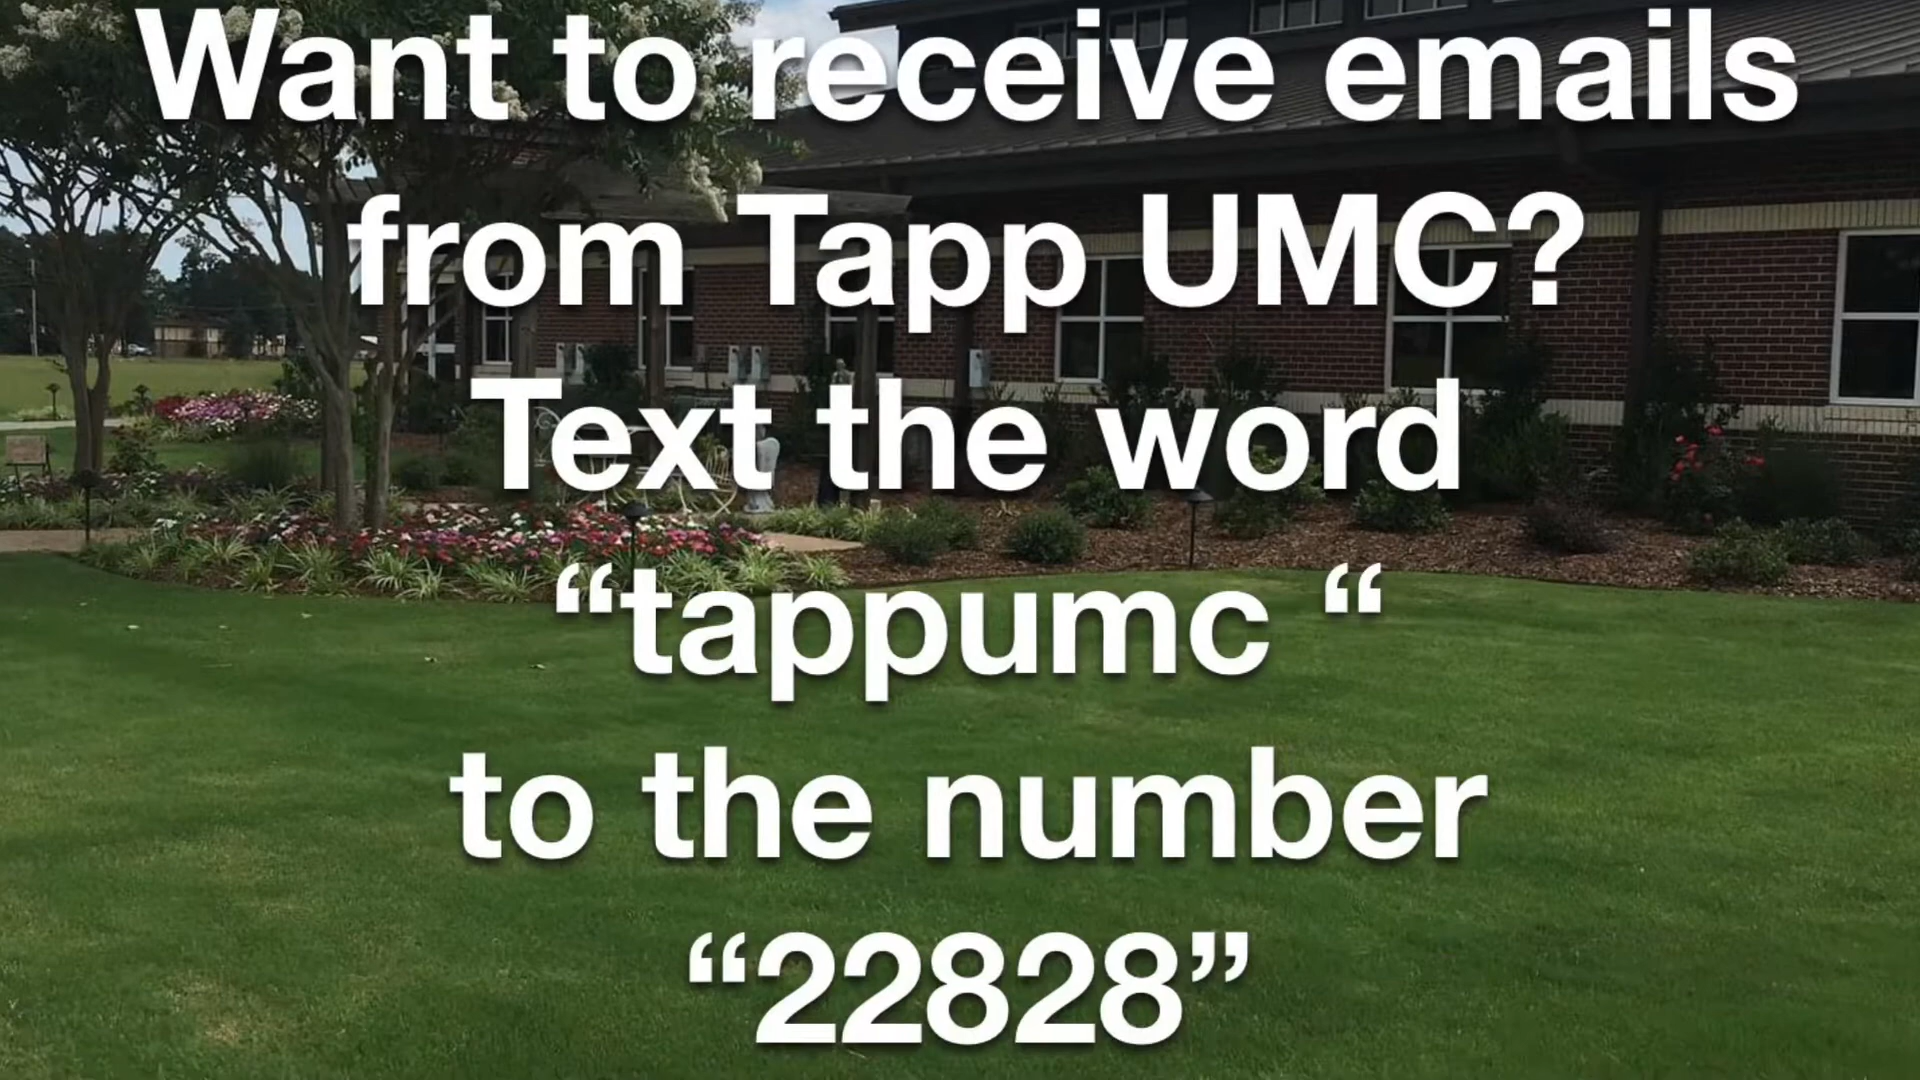 Want to receive emails
from Tapp UMC?
Text the word
“tappumc “
to the number
“22828”